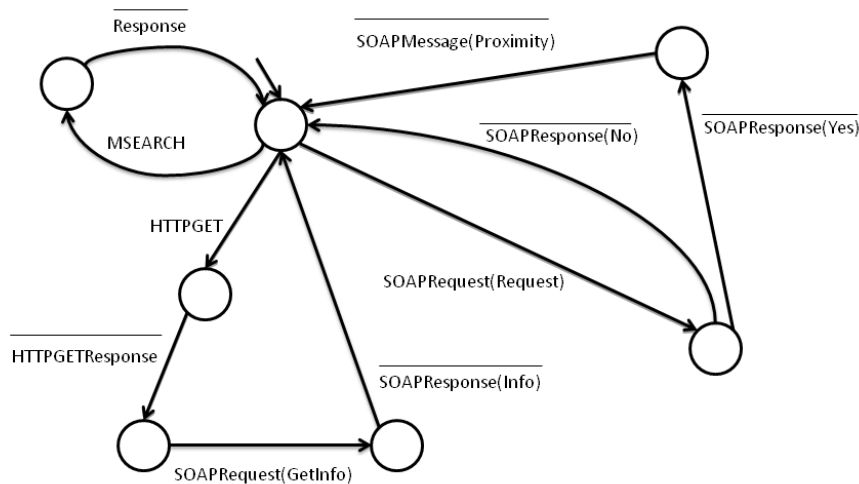 Response
SOAPMessage(Proximity)
MSEARCH
SOAPResponse(No)
SOAPResponse(Yes)
HTTPGET
SOAPRequest(Request)
HTTPGETResponse
SOAPResponse(Info)
SOAPRequest(GetInfo)